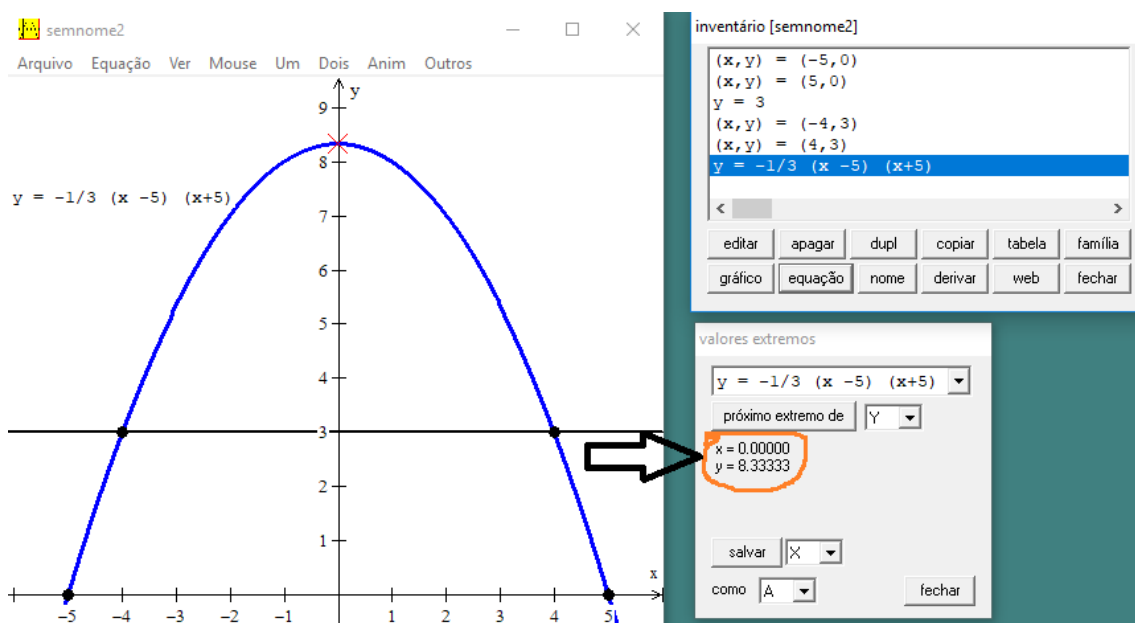 semnome2
Arquivo Equação Ver Mouse Um Dois Anim Outros
y
9
8
y = -1/3 (x -5) (x+5)
7
6
5
4
3
2
1
x
-5 -4 -3 -2 -1 1 2 3 4 5
inventário [semnome2]
(x,y) = (-5,0)
(x,y) = (5,0)
y = 3
(x,y) = (-4,3)
(x,y) = (4,3)
y = -1/3 (x -5) (x+5)
editar apagar dupl copiar tabela família
gráfico equação nome derivar web fechar
valores extremos
y = -1/3 (x -5) (x+5)
próximo extremo de Y
x = 0.00000
y = 8.33333
salvar X
como A fechar